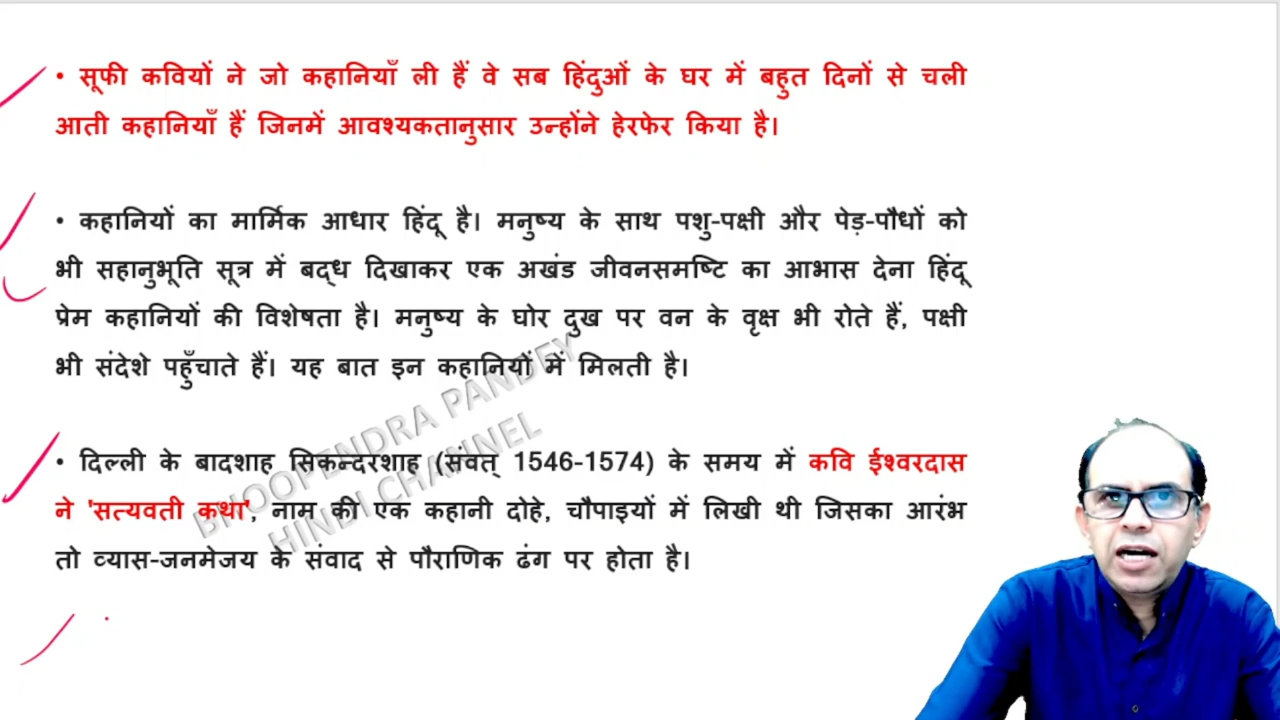 • सूफी कवियों ने जो कहानियाँ ली हैं वे सब हिंदुओं के घर में बहुत दिनों से चली
आती कहानियाँ हैं जिनमें आवश्यकतानुसार उन्होंने हेरफेर किया है।
• कहानियों का मार्मिक आधार हिंदू है। मनुष्य के साथ पशु-पक्षी और पेड़-पौधों को
भी सहानुभूति सूत्र में बद्ध दिखाकर एक अखंड जीवनसमष्टि का आभास देना हिंदू
प्रेम कहानियों की विशेषता है। मनुष्य के घोर दुख पर वन के वृक्ष भी रोते हैं, पक्षी
भी संदेशे पहुँचाते हैं। यह बात इन कहानियों में मिलती है।
• दिल्ली के बादशाह सिकन्दरशाह (संवत् 1546-1574) के समय में कवि ईश्वरदास
ने 'सत्यवती कथा', नाम की एक कहानी दोहे, चौपाइयों में लिखी थी जिसका आरंभ
तो व्यास-जनमेजय के संवाद से पौराणिक ढंग पर होता है।
BHOOPENDRA PANDEY
HINDI CHANNEL